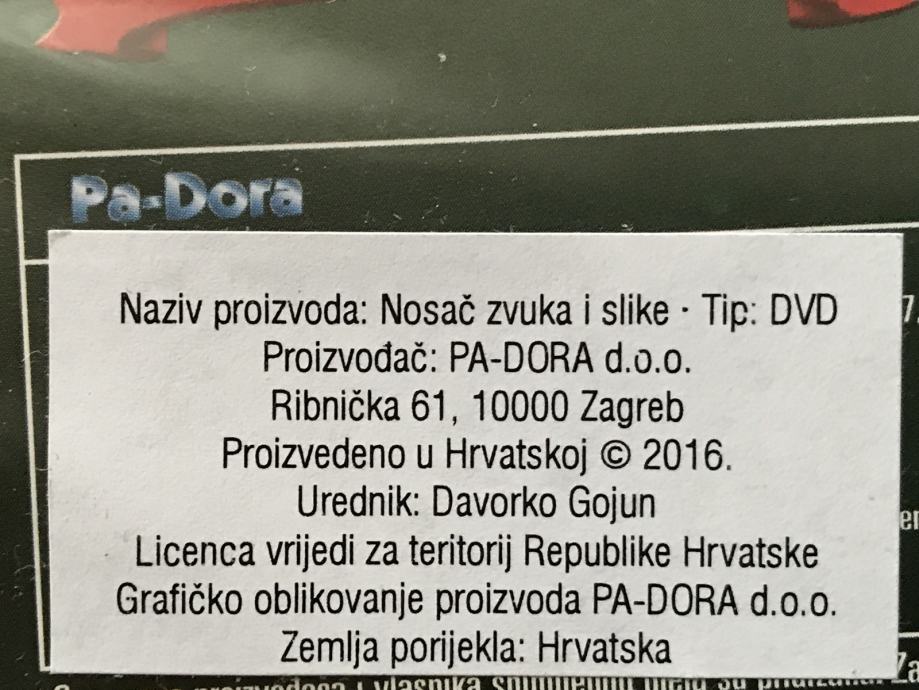 Pa-Dora
Naziv proizvoda: Nosač zvuka i slike · Tip: DVD
Proizvođač: PA-DORA d.o.o.
Ribnička 61, 10000 Zagreb
Proizvedeno u Hrvatskoj © 2016.
Urednik: Davorko Gojun
Licenca vrijedi za teritorij Republike Hrvatske
Grafičko oblikovanje proizvoda PA-DORA d.o.o.
Zemlja porijekla: Hrvatska